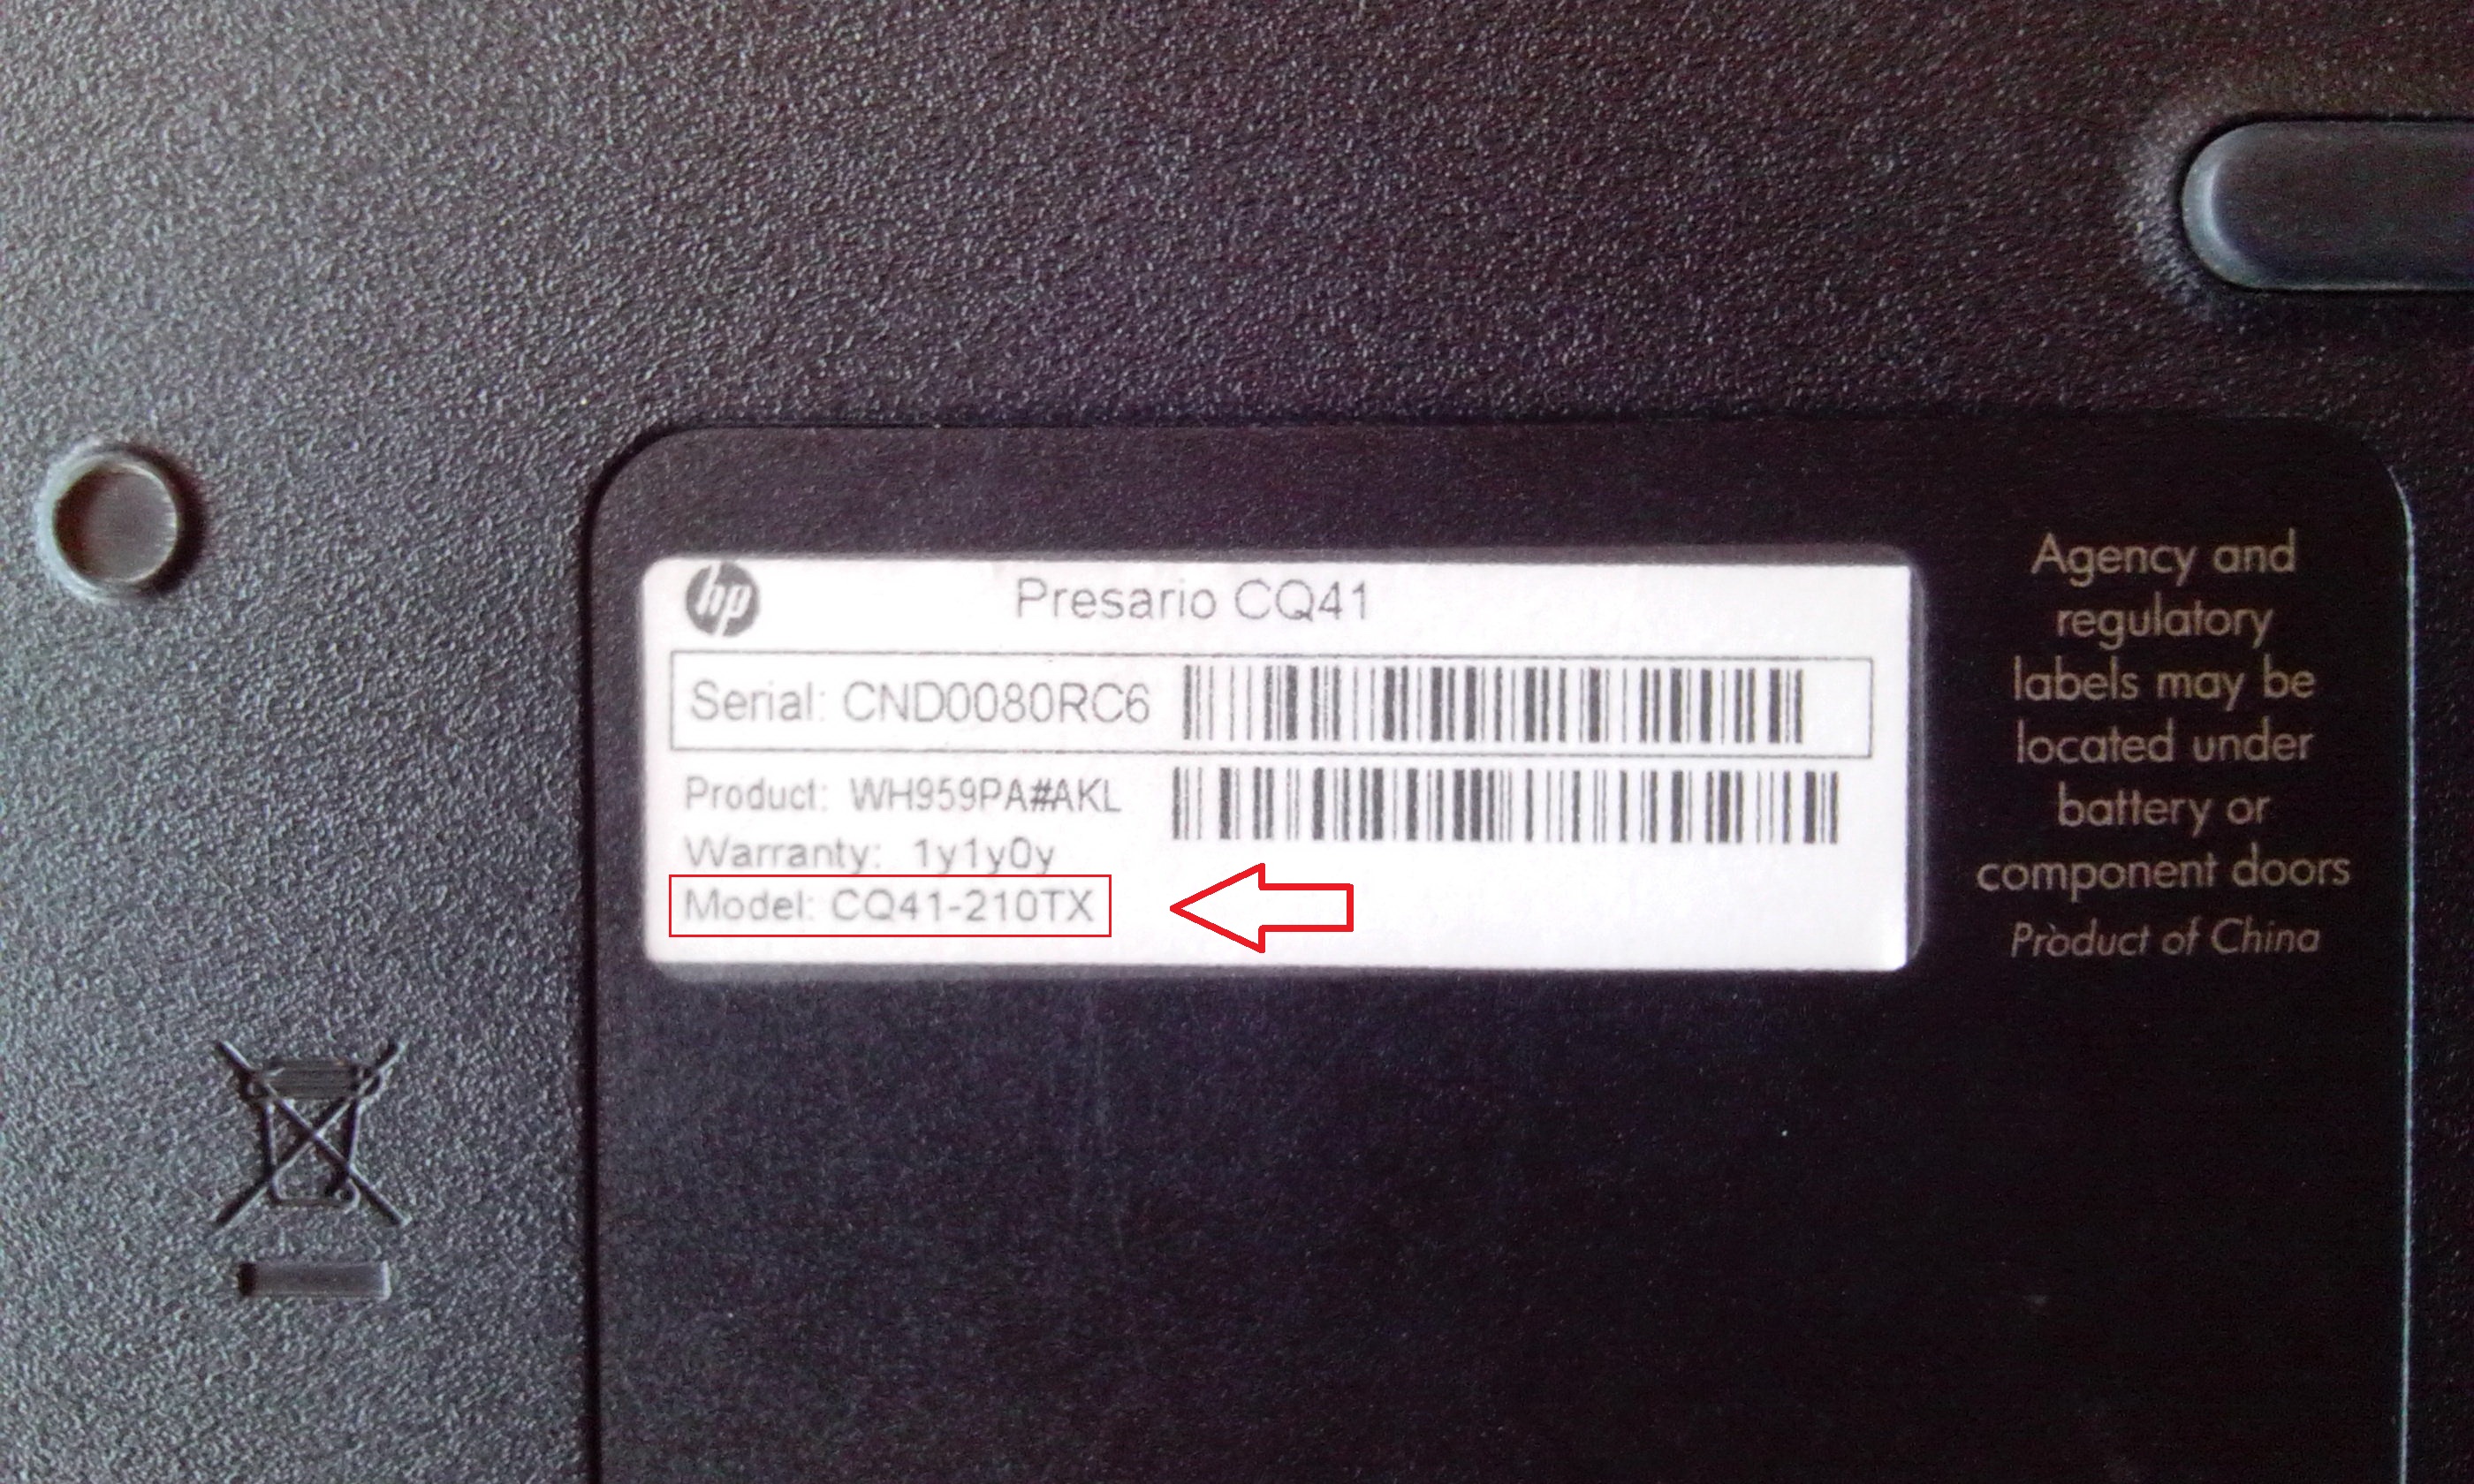 hp
Presario CQ41
Serial: CND0080RC6
Product: WH959PA#AKL
Warranty: 1y1y0y
Model: CQ41-210TX
Agency and
regulatory
labels may be
located under
battery or
component doors
Product of China